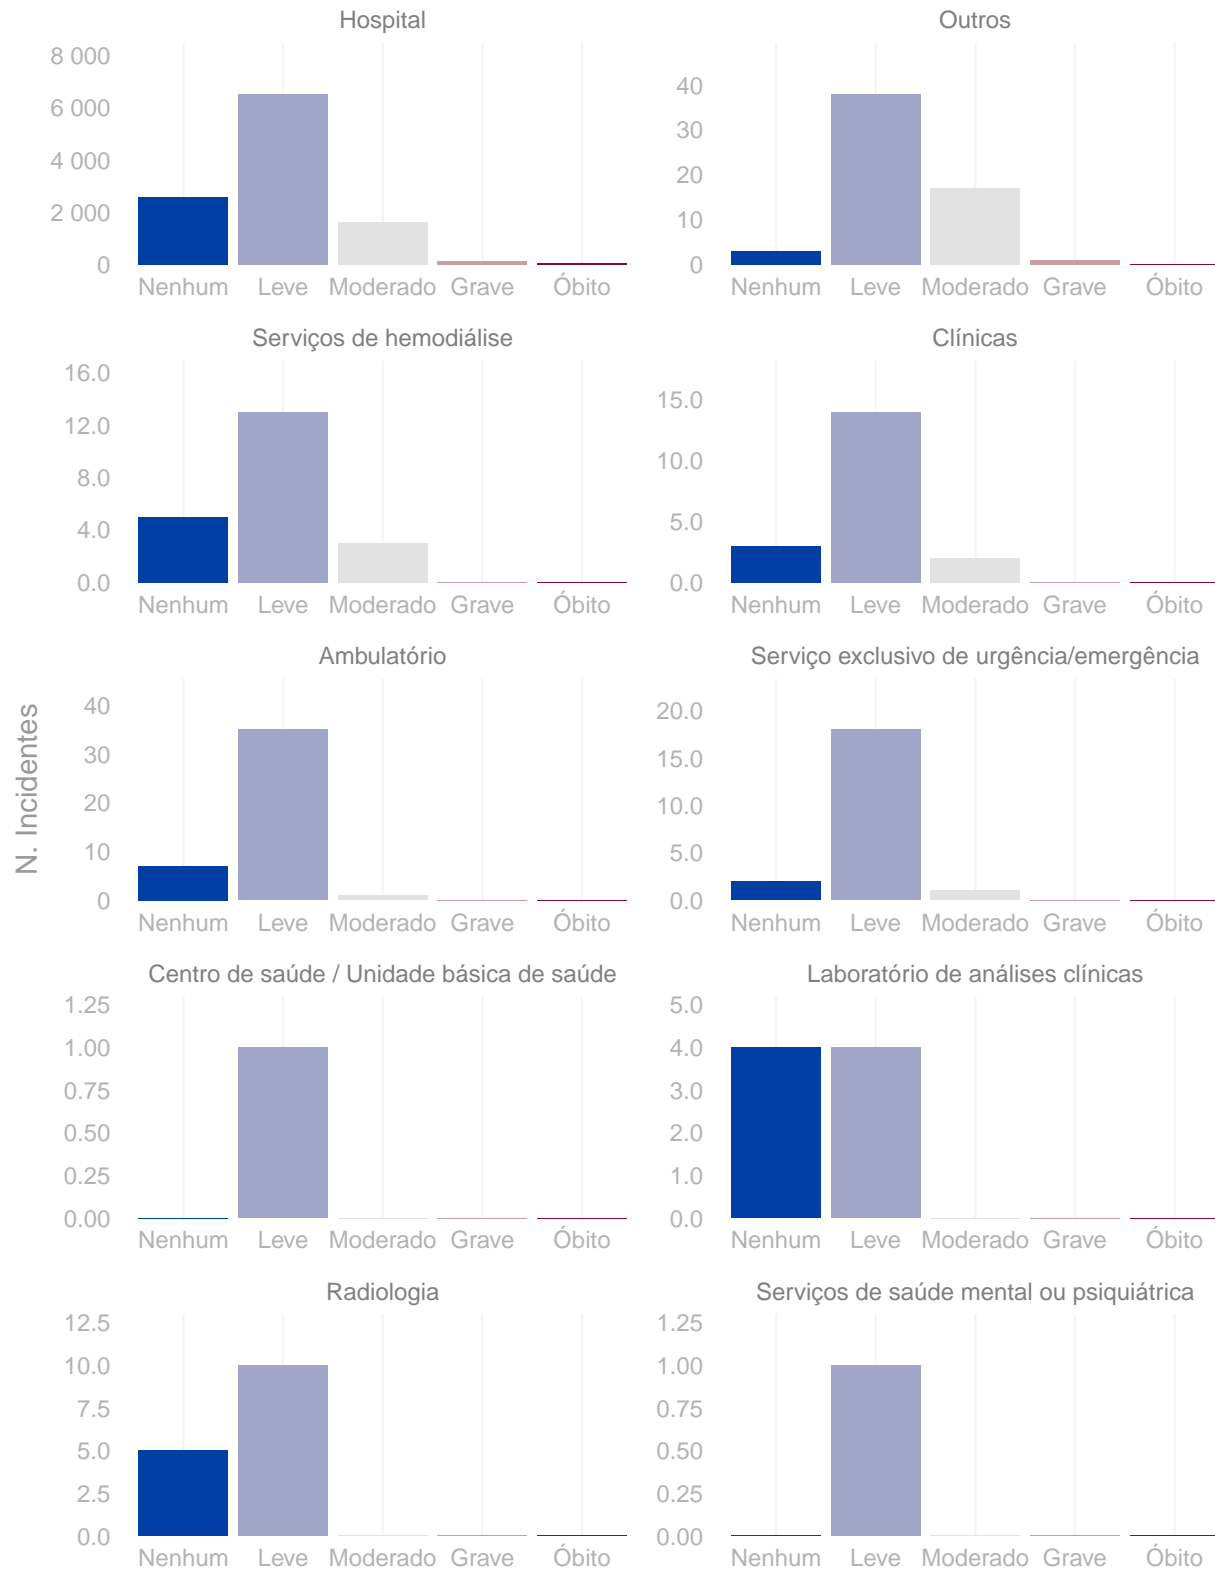 Hospital
8 000
6 000
4 000
2 000
0
Nenhum Leve Moderado Grave Óbito
Outros
40
30
20
10
0
Nenhum Leve Moderado Grave Óbito
Serviços de hemodiálise
16.0
12.0
8.0
4.0
0.0
Nenhum Leve Moderado Grave Óbito
Clínicas
15.0
10.0
5.0
0.0
Nenhum Leve Moderado Grave Óbito
N. Incidentes
Ambulatório
40
30
20
10
0
Nenhum Leve Moderado Grave Óbito
Serviço exclusivo de urgência/emergência
20.0
15.0
10.0
5.0
0.0
Nenhum Leve Moderado Grave Óbito
Centro de saúde / Unidade básica de saúde
1.25
1.00
0.75
0.50
0.25
0.00
Nenhum Leve Moderado Grave Óbito
Laboratório de análises clínicas
5.0
4.0
3.0
2.0
1.0
0.0
Nenhum Leve Moderado Grave Óbito
Radiologia
12.5
10.0
7.5
5.0
2.5
0.0
Nenhum Leve Moderado Grave Óbito
Serviços de saúde mental ou psiquiátrica
1.25
1.00
0.75
0.50
0.25
0.00
Nenhum Leve Moderado Grave Óbito